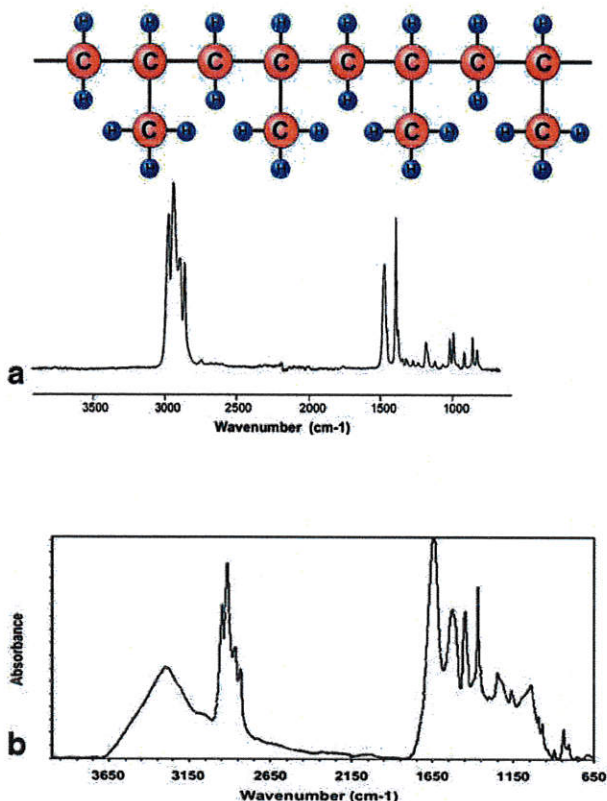 H H H H H H H H
C C C C C C C C
H H H H
H C H H C H H C H H C H
H H H H
a
3500 3000 2500 2000 1500 1000
Wavenumber (cm-1)
Absorbance
b
3650 3150 2650 2150 1650 1150 650
Wavenumber (cm-1)